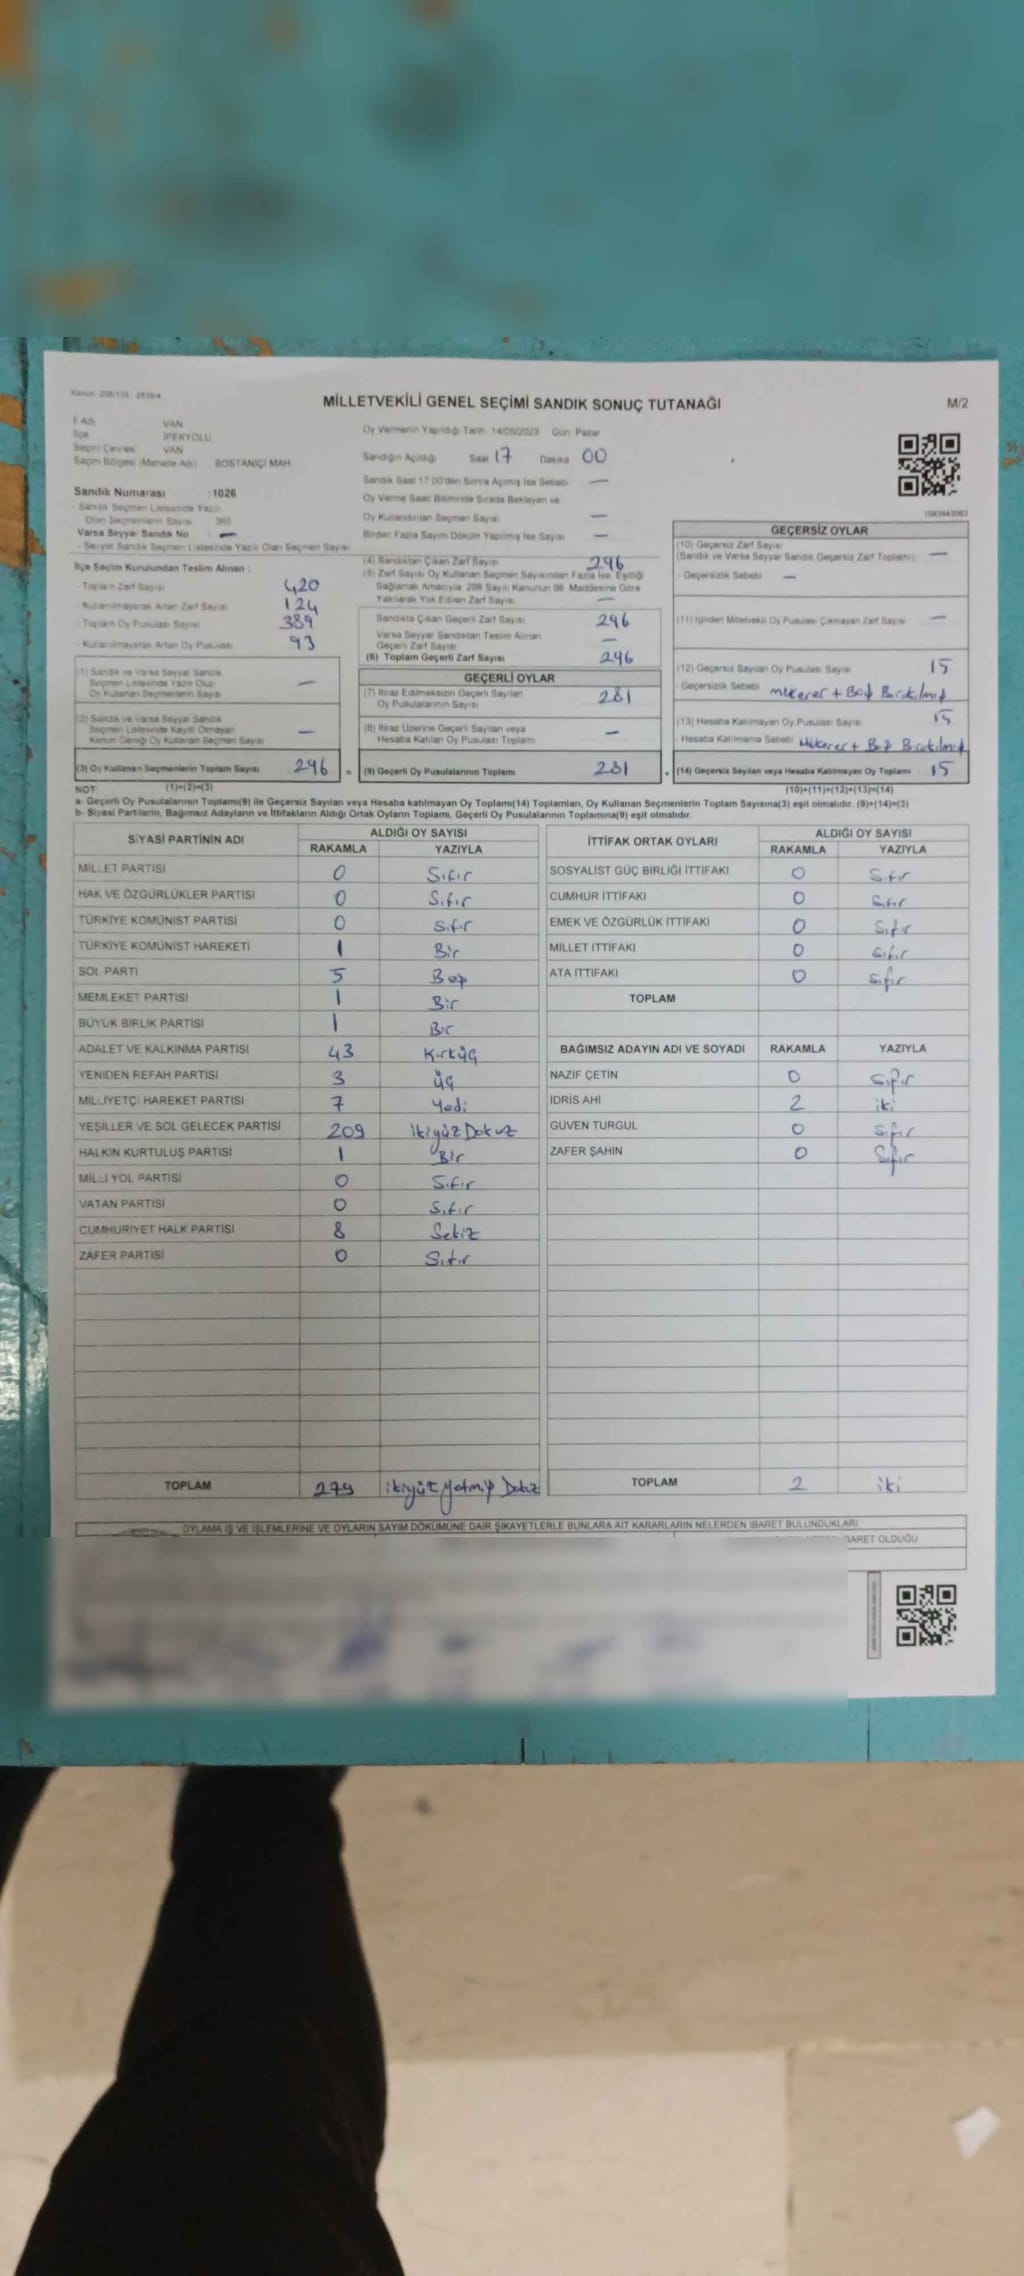 MİLLETVEKİLİ GENEL SEÇİMİ SANDIK SONUÇ TUTANAĞI
M/2
İl Adı VAN
İlçe İPEKYOLU
Seçim Çevresi VAN
Seçim Bölgesi (Mahalle Adı) BOSTANİÇİ MAH
Sandık Numarası :1026
- Sandık Seçmen Listesinde Yazılı
Olan Seçmenlerin Sayısı 365
Varsa Seyyar Sandık No : —
- Seyyar Sandık Seçmen Listesinde Yazılı Olan Seçmen Sayısı
İlçe Seçim Kurulundan Teslim Alınan :
- Toplam Zarf Sayısı 420
- Kullanılmayarak Artan Zarf Sayısı 124
- Toplam Oy Pusulası Sayısı 389
- Kullanılmayarak Artan Oy Pusulası 93
(1) Sandık ve Varsa Seyyar Sandık
Seçmen Listesinde Yazılı Olup —
Oy Kullanan Seçmenlerin Sayısı
(2) Sandık ve Varsa Seyyar Sandık
Seçmen Listesinde Kayıtlı Olmayan —
Kanun Gereği Oy Kullanan Seçmen Sayısı
(3) Oy Kullanan Seçmenlerin Toplam Sayısı 296 =
Oy Vermenin Yapıldığı Tarih 14/05/2023 Gün Pazar
Sandığın Açıldığı Saat 17 Dakika 00
Sandık Saat 17:00'den Sonra Açılmış İse Sebebi —
Oy Verme Saati Bitiminde Sırada Bekleyen ve
Oy Kullandırılan Seçmen Sayısı —
Birden Fazla Sayım Döküm Yapılmış İse Sayısı —
(4) Sandıktan Çıkan Zarf Sayısı 296
(5) Zarf Sayısı Oy Kullanan Seçmen Sayısından Fazla İse, Eşitliği
Sağlamak Amacıyla, 298 Sayılı Kanunun 98. Maddesine Göre
Yakılarak Yok Edilen Zarf Sayısı —
Sandıkta Çıkan Geçerli Zarf Sayısı 296
Varsa Seyyar Sandıktan Teslim Alınan
Geçerli Zarf Sayısı —
(6) Toplam Geçerli Zarf Sayısı 296
GEÇERLİ OYLAR
(7) İtiraz Edilmeksizin Geçerli Sayılan
Oy Pusulalarının Sayısı 281
(8) İtiraz Üzerine Geçerli Sayılan veya
Hesaba Katılan Oy Pusulası Toplamı —
(9) Geçerli Oy Pusulalarının Toplamı 281 +
1083643063
GEÇERSİZ OYLAR
(10) Geçersiz Zarf Sayısı
(Sandık ve Varsa Seyyar Sandık Geçersiz Zarf Toplamı) —
- Geçersizlik Sebebi —
(11) İçinden Milletvekili Oy Pusulası Çıkmayan Zarf Sayısı —
(12) Geçersiz Sayılan Oy Pusulası Sayısı 15
- Geçersizlik Sebebi mükerer + Boş Bırakılmış
(13) Hesaba Katılmayan Oy Pusulası Sayısı 15
- Hesaba Katılmama Sebebi Mükerer + Boş Bırakılmış
(14) Geçersiz Sayılan veya Hesaba Katılmayan Oy Toplamı 15
NOT (1)+(2)=(3) (10)+(11)+(12)+(13)=(14)
a- Geçerli Oy Pusulalarının Toplamı(9) ile Geçersiz Sayılan veya Hesaba katılmayan Oy Toplamı(14) Toplamları, Oy Kullanan Seçmenlerin Toplam Sayısına(3) eşit olmalıdır. (9)+(14)=(3)
b- Siyasi Partilerin, Bağımsız Adayların ve İttifakların Aldığı Ortak Oyların Toplamı, Geçerli Oy Pusulalarının Toplamına(9) eşit olmalıdır.
SİYASİ PARTİNİN ADI ALDIĞI OY SAYISI
RAKAMLA YAZIYLA
MİLLET PARTİSİ 0 Sıfır
HAK VE ÖZGÜRLÜKLER PARTİSİ 0 Sıfır
TÜRKİYE KOMÜNİST PARTİSİ 0 sıfır
TÜRKİYE KOMÜNİST HAREKETİ 1 Bir
SOL PARTİ 5 Beş
MEMLEKET PARTİSİ 1 Bir
BÜYÜK BİRLİK PARTİSİ 1 Bir
ADALET VE KALKINMA PARTİSİ 43 Kırküç
YENİDEN REFAH PARTİSİ 3 üç
MİLLİYETÇİ HAREKET PARTİSİ 7 Yedi
YEŞİLLER VE SOL GELECEK PARTİSİ 209 ikiyüz Dokuz
HALKIN KURTULUŞ PARTİSİ 1 Bir
MİLLİ YOL PARTİSİ 0 Sıfır
VATAN PARTİSİ 0 Sıfır
CUMHURİYET HALK PARTİSİ 8 Sekiz
ZAFER PARTİSİ 0 Sıfır
TOPLAM 279 ikiyüz Yetmiş Dokuz
İTTİFAK ORTAK OYLARI ALDIĞI OY SAYISI
RAKAMLA YAZIYLA
SOSYALİST GÜÇ BİRLİĞİ İTTİFAKI 0 Sıfır
CUMHUR İTTİFAKI 0 Sıfır
EMEK VE ÖZGÜRLÜK İTTİFAKI 0 Sıfır
MİLLET İTTİFAKI 0 Sıfır
ATA İTTİFAKI 0 sıfır
TOPLAM
BAĞIMSIZ ADAYIN ADI VE SOYADI RAKAMLA YAZIYLA
NAZİF ÇETİN 0 Sıfır
İDRİS AHİ 2 iki
GÜVEN TURGUL 0 Sıfır
ZAFER ŞAHİN 0 Sıfır
TOPLAM 2 iki
OYLAMA İŞ VE İŞLEMLERİNE VE OYLARIN SAYIM DÖKÜMÜNE DAİR ŞİKAYETLERLE BUNLARA AİT KARARLARIN NELERDEN İBARET BULUNDUKLARI
İBARET OLDUĞU